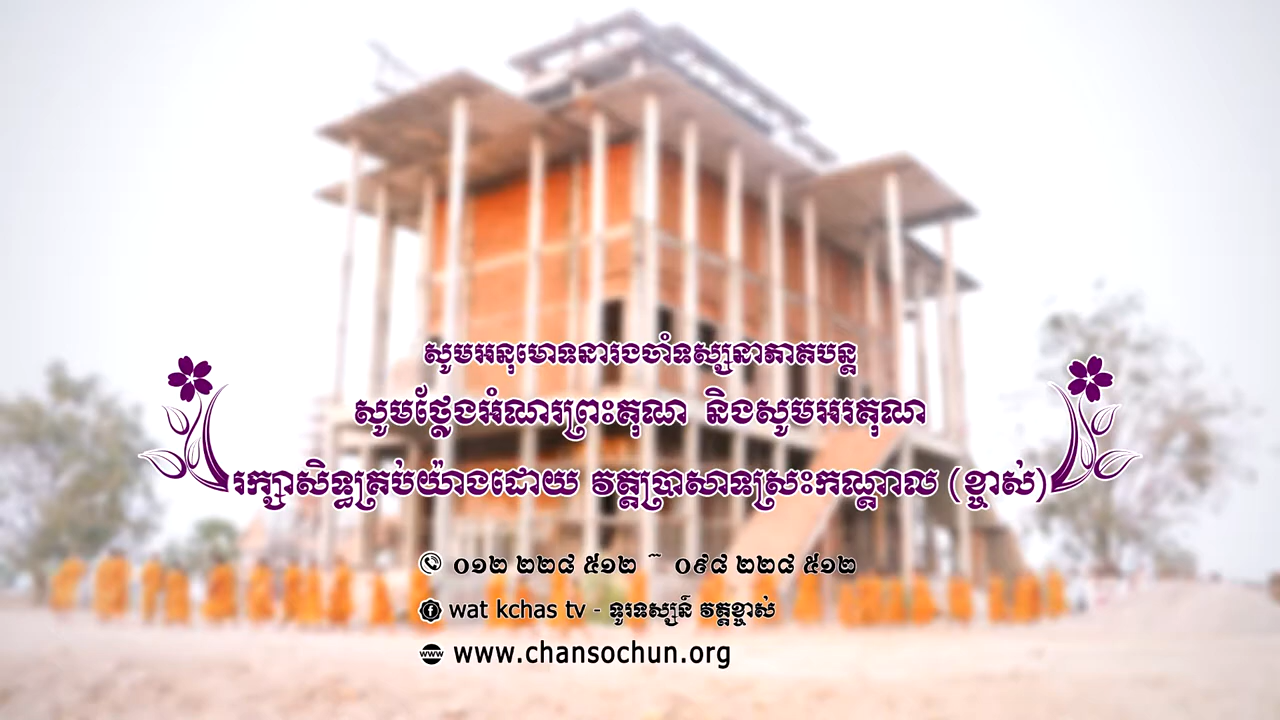 សូមអនុមោទនារងចាំទស្សនាភាគបន្ត
សូមថ្លែងអំណរព្រះគុណ និងសូមអរគុណ
រក្សាសិទ្ធគ្រប់យ៉ាងដោយ វត្តប្រាសាទស្រះកណ្ដាល (ខ្ចាស់)
០១២ ២២៨ ៥១២ ~ ០៩៨ ២២៨ ៥១២
wat kchas tv - ទូរទស្សន៍ វត្តខ្ចាស់
www.chansochun.org